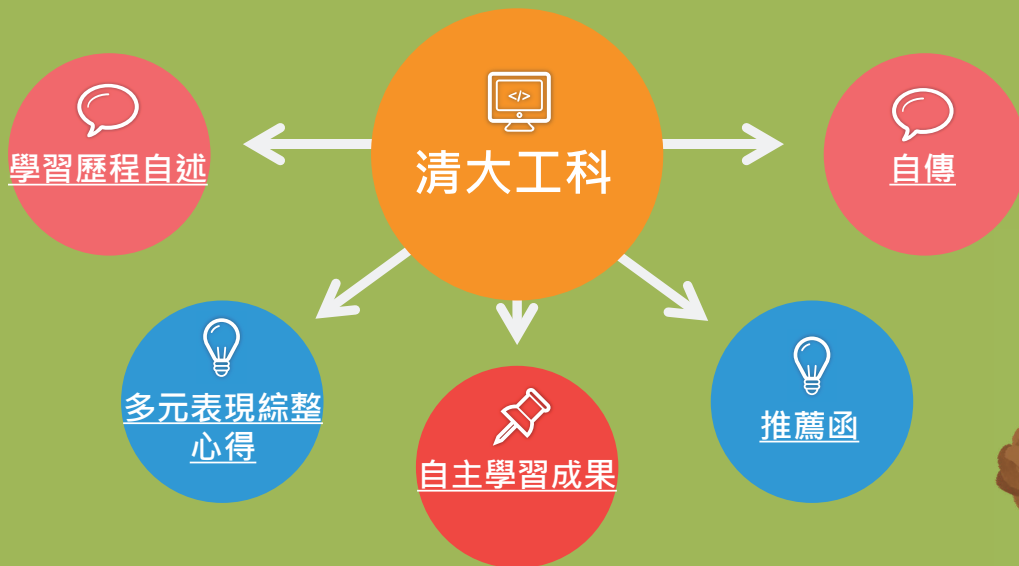 </>
清大工科
學習歷程自述
自傳
多元表現綜整
心得
自主學習成果
推薦函